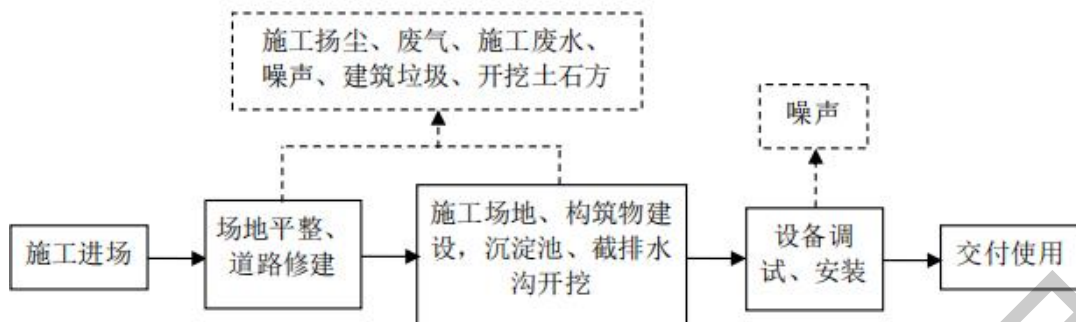 施工扬尘、废气、施工废水、
噪声、建筑垃圾、开挖土石方
噪声
施工进场
场地平整、
道路修建
施工场地、构筑物建
设，沉淀池、截排水
沟开挖
设备调
试、安装
交付使用